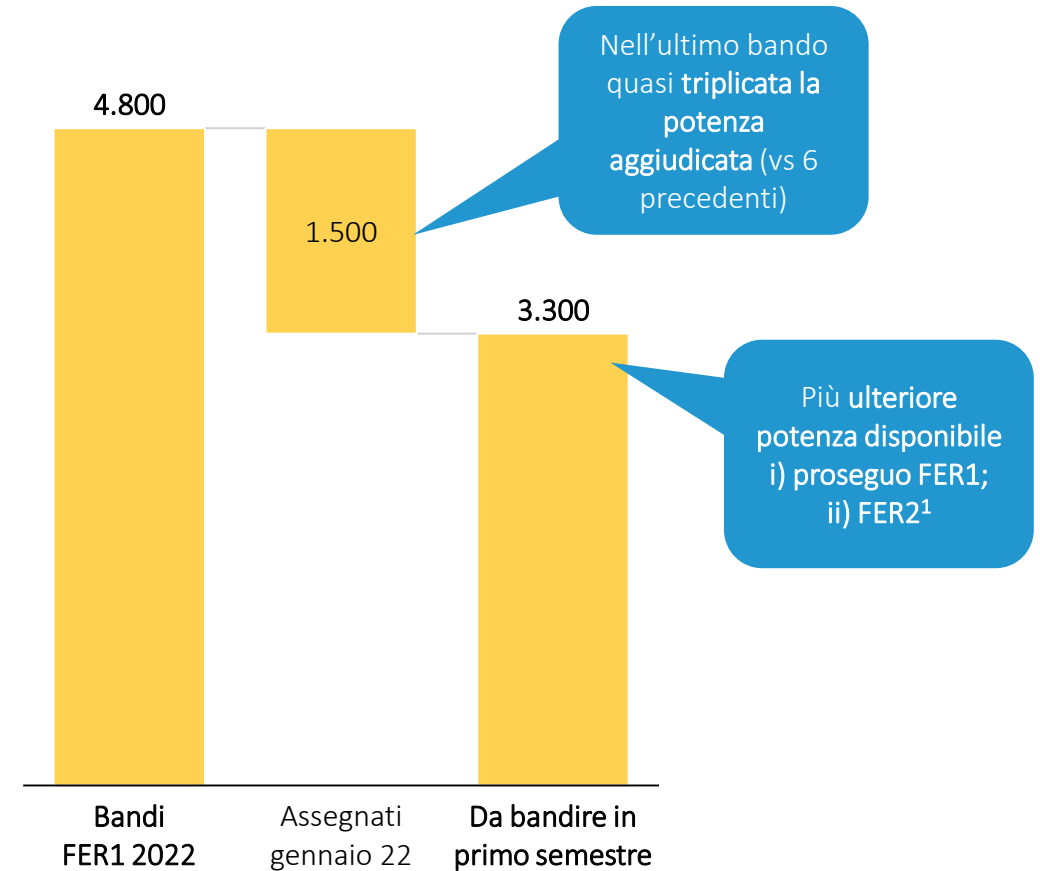 Nell’ultimo bando
quasi triplicata la
potenza
aggiudicata (vs 6
precedenti)
4.800
1.500
3.300
Più ulteriore
potenza disponibile
i) proseguo FER1;
ii) FER2¹
Bandi
FER1 2022
Assegnati
gennaio 22
Da bandire in
primo semestre